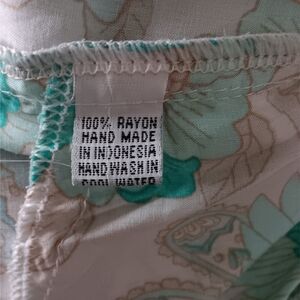 100% RAYON
HAND MADE
IN INDONESIA
HAND WASH IN
COOL WATER